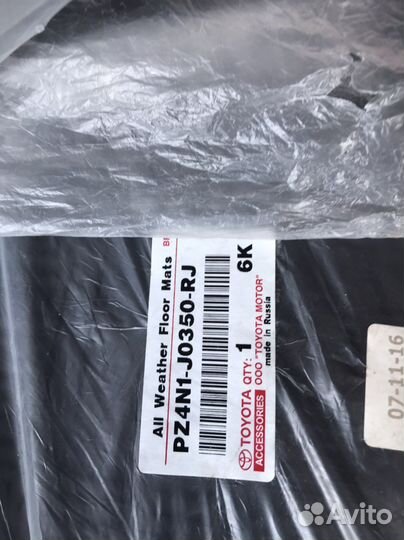 All Weather Floor Mats
PZ4N1-J0350-RJ
TOYOTA QTY: 1 6K
ACCESSORIES ООО "TOYOTA MOTOR"
made in Russia
07-11-16
Avito